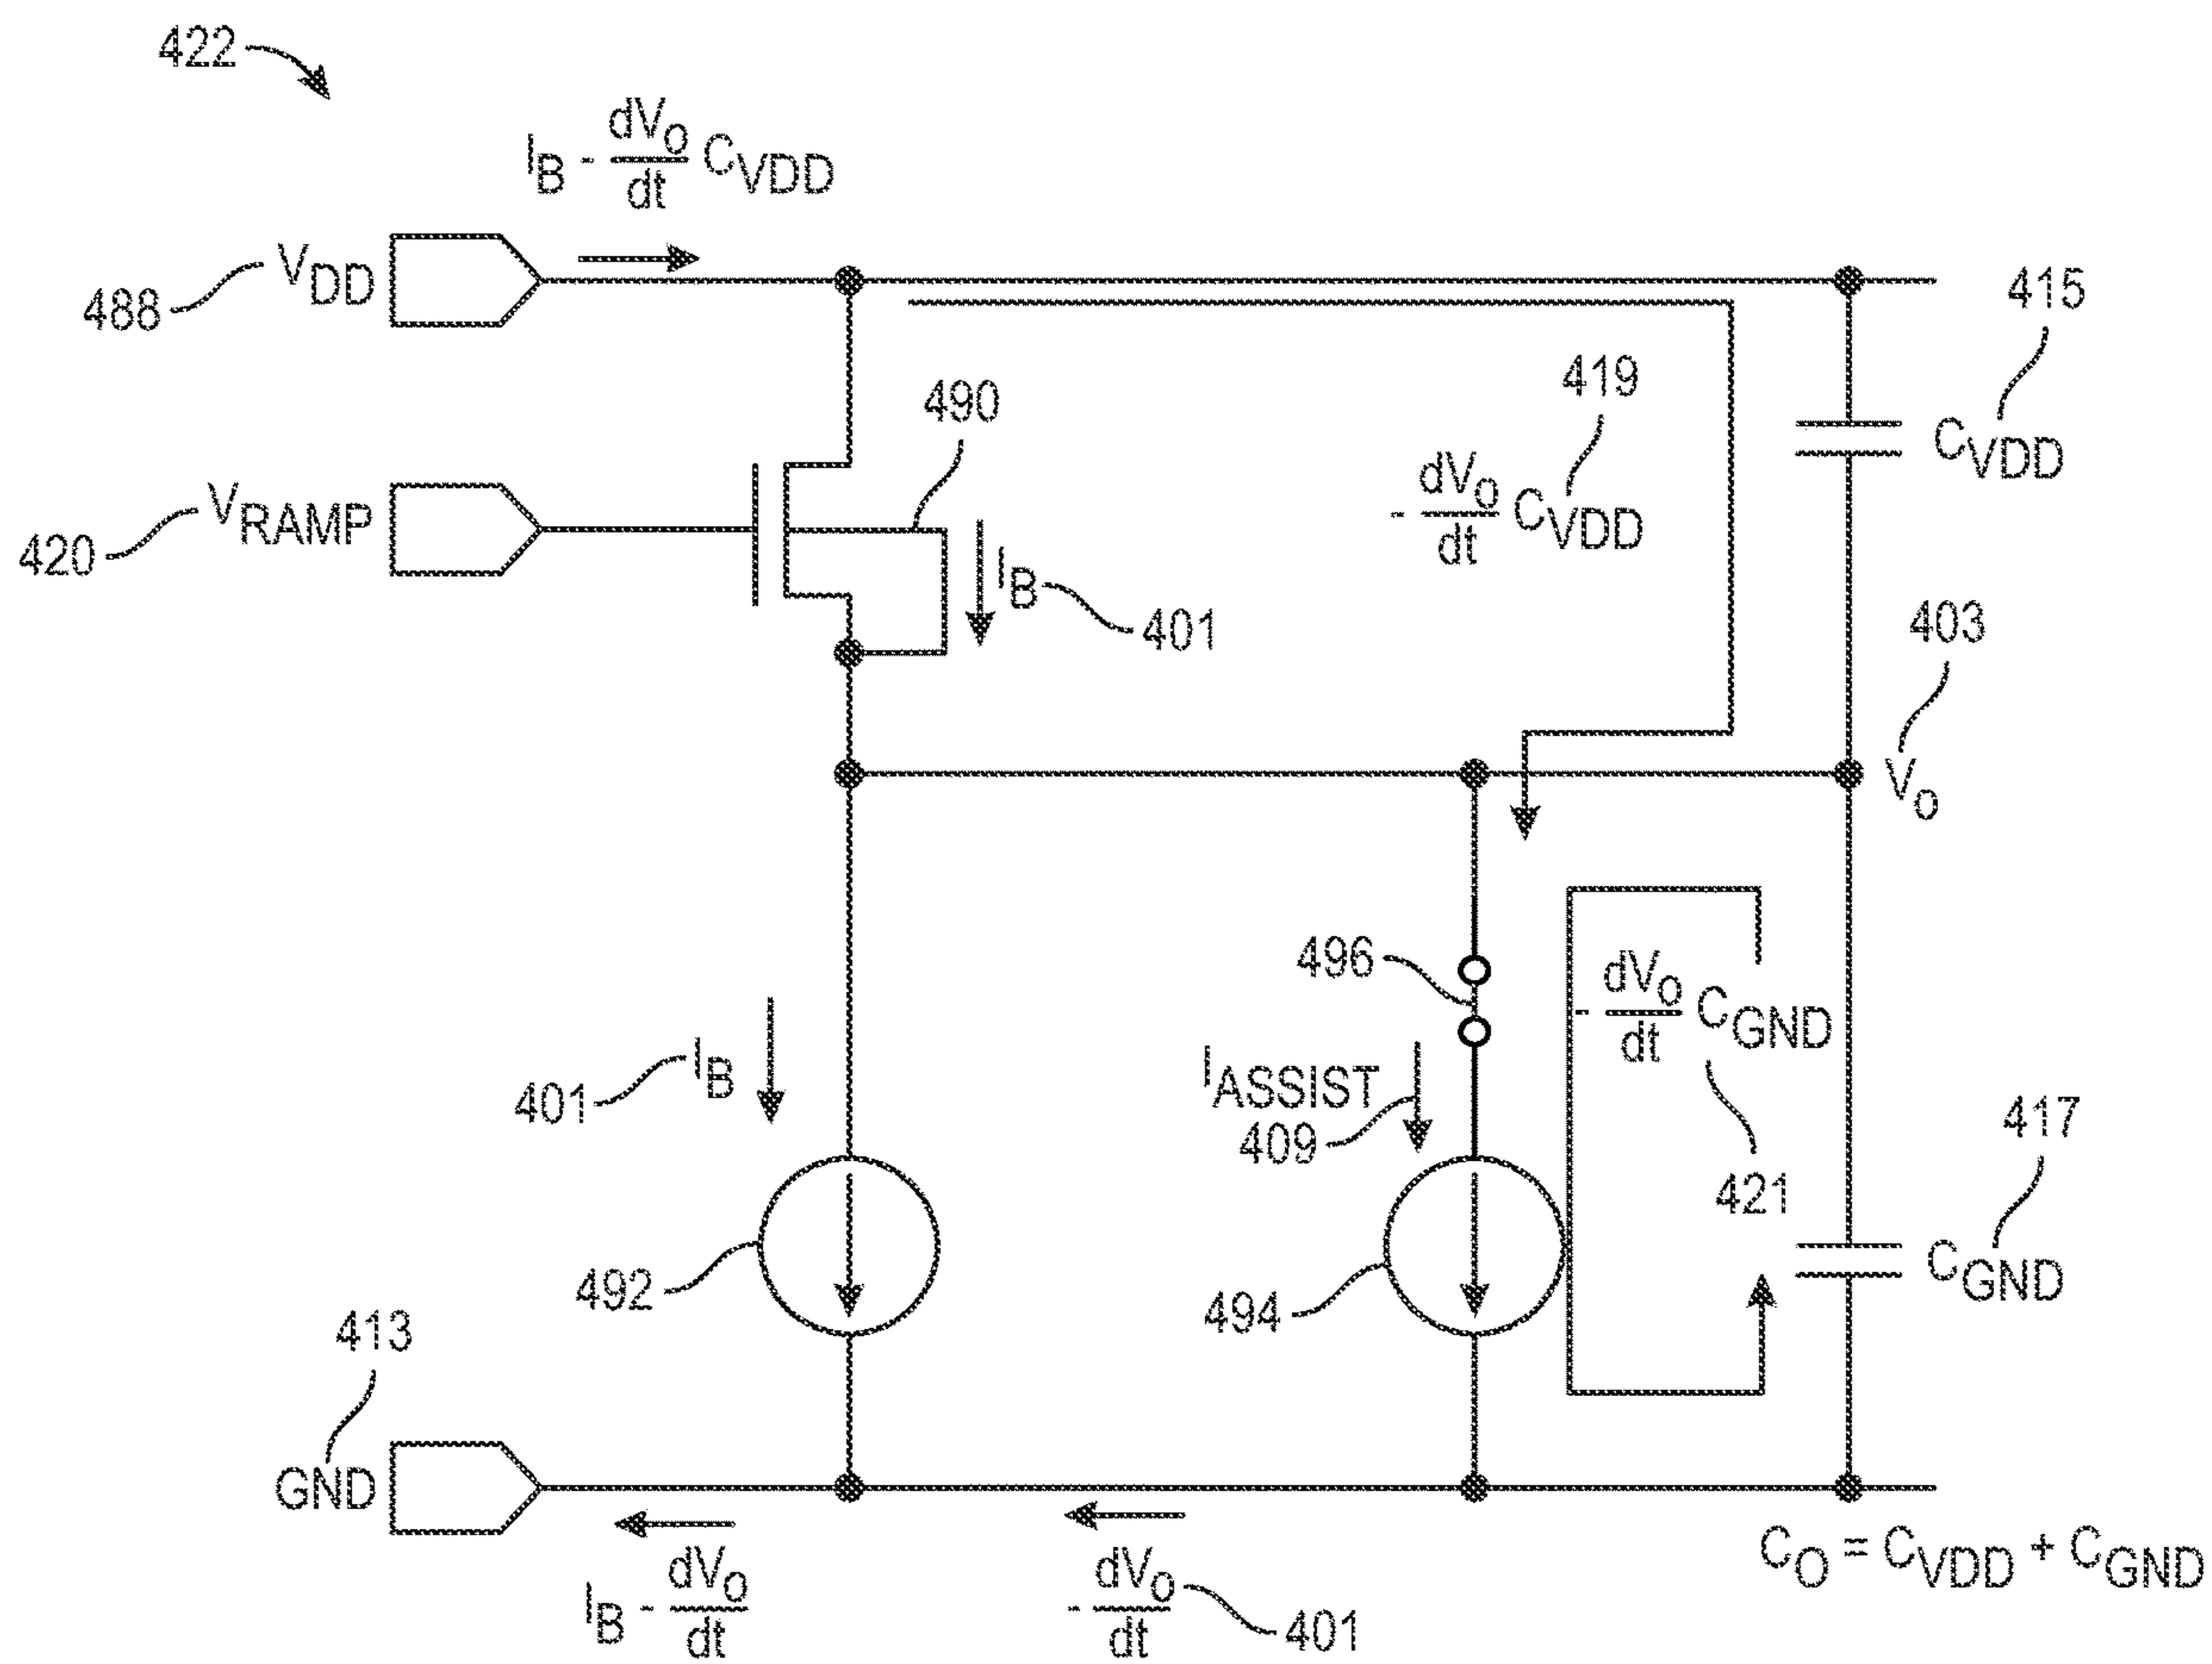 422
I_B - dV_O/dt C_VDD
488 V_DD
415
C_VDD
419
- dV_O/dt C_VDD
490
420 V_RAMP
I_B 401
403
V_O
496
- dV_O/dt C_GND
421
401 I_B
I_ASSIST
409
417
C_GND
492
494
413
GND
I_B - dV_O/dt
- dV_O/dt 401
C_O = C_VDD + C_GND